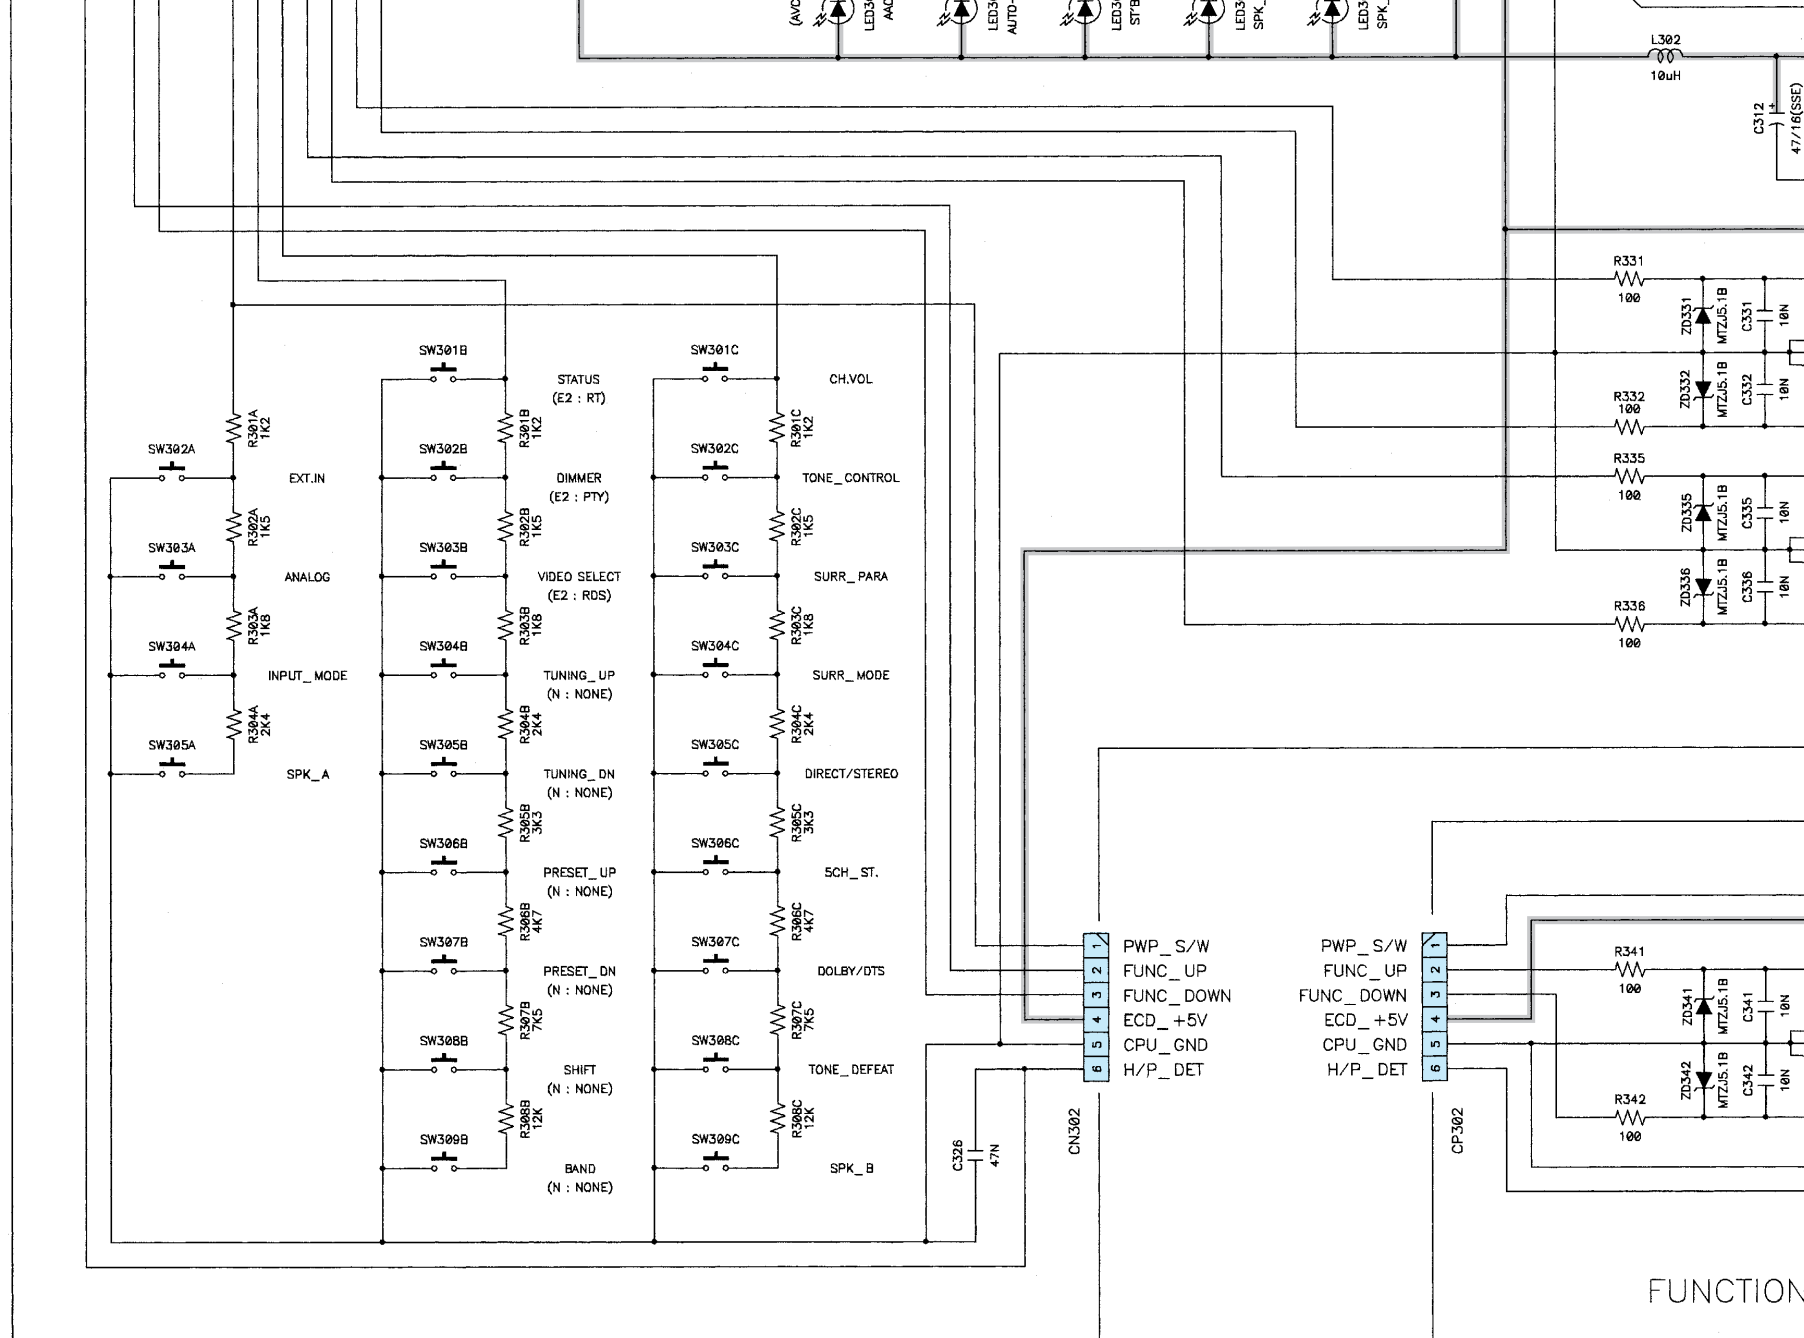 L302
10uH
C312
+
47/16(SSE)
R331
100
ZD331
MTZJ5.1B
C331
10N
R332
100
ZD332
MTZJ5.1B
C332
10N
R335
100
ZD335
MTZJ5.1B
C335
10N
R336
100
ZD336
MTZJ5.1B
C336
10N
R301A
1K2
SW302A
EXT.IN
R302A
1K5
SW303A
ANALOG
R303A
1K8
SW304A
INPUT_MODE
R304A
2K4
SW305A
SPK_A
SW301B
STATUS
(E2 : RT)
R301B
1K2
SW302B
DIMMER
(E2 : PTY)
R302B
1K5
SW303B
VIDEO SELECT
(E2 : RDS)
R303B
1K8
SW304B
TUNING_UP
(N : NONE)
R304B
2K4
SW305B
TUNING_DN
(N : NONE)
R305B
3K3
SW306B
PRESET_UP
(N : NONE)
R306B
4K7
SW307B
PRESET_DN
(N : NONE)
R307B
7K5
SW308B
SHIFT
(N : NONE)
R308B
12K
SW309B
BAND
(N : NONE)
SW301C
CH.VOL
R301C
1K2
SW302C
TONE_CONTROL
R302C
1K5
SW303C
SURR_PARA
R303C
1K8
SW304C
SURR_MODE
R304C
2K4
SW305C
DIRECT/STEREO
R305C
3K3
SW306C
5CH_ST.
R306C
4K7
SW307C
DOLBY/DTS
R307C
7K5
SW308C
TONE_DEFEAT
R308C
12K
SW309C
SPK_B
C326
47N
1 PWP_S/W
2 FUNC_UP
3 FUNC_DOWN
4 ECD_+5V
5 CPU_GND
6 H/P_DET
CN302
PWP_S/W 1
FUNC_UP 2
FUNC_DOWN 3
ECD_+5V 4
CPU_GND 5
H/P_DET 6
CP302
R341
100
ZD341
MTZJ5.1B
C341
10N
ZD342
MTZJ5.1B
C342
10N
R342
100
FUNCTION